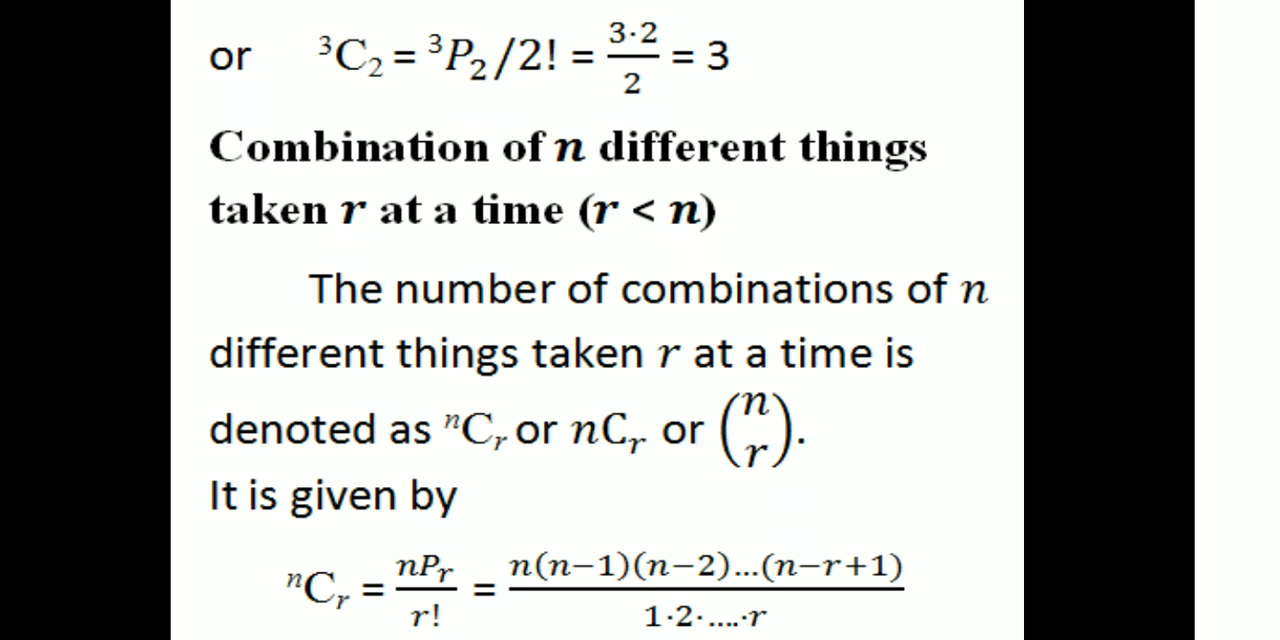 or ³C₂ = ³P₂/2! = 3·2/2 = 3
Combination of n different things
taken r at a time (r < n)
The number of combinations of n
different things taken r at a time is
denoted as ⁿCᵣ or nCᵣ or (n r).
It is given by
ⁿCᵣ = nPᵣ/r! = n(n−1)(n−2)...(n−r+1)/1·2·....·r